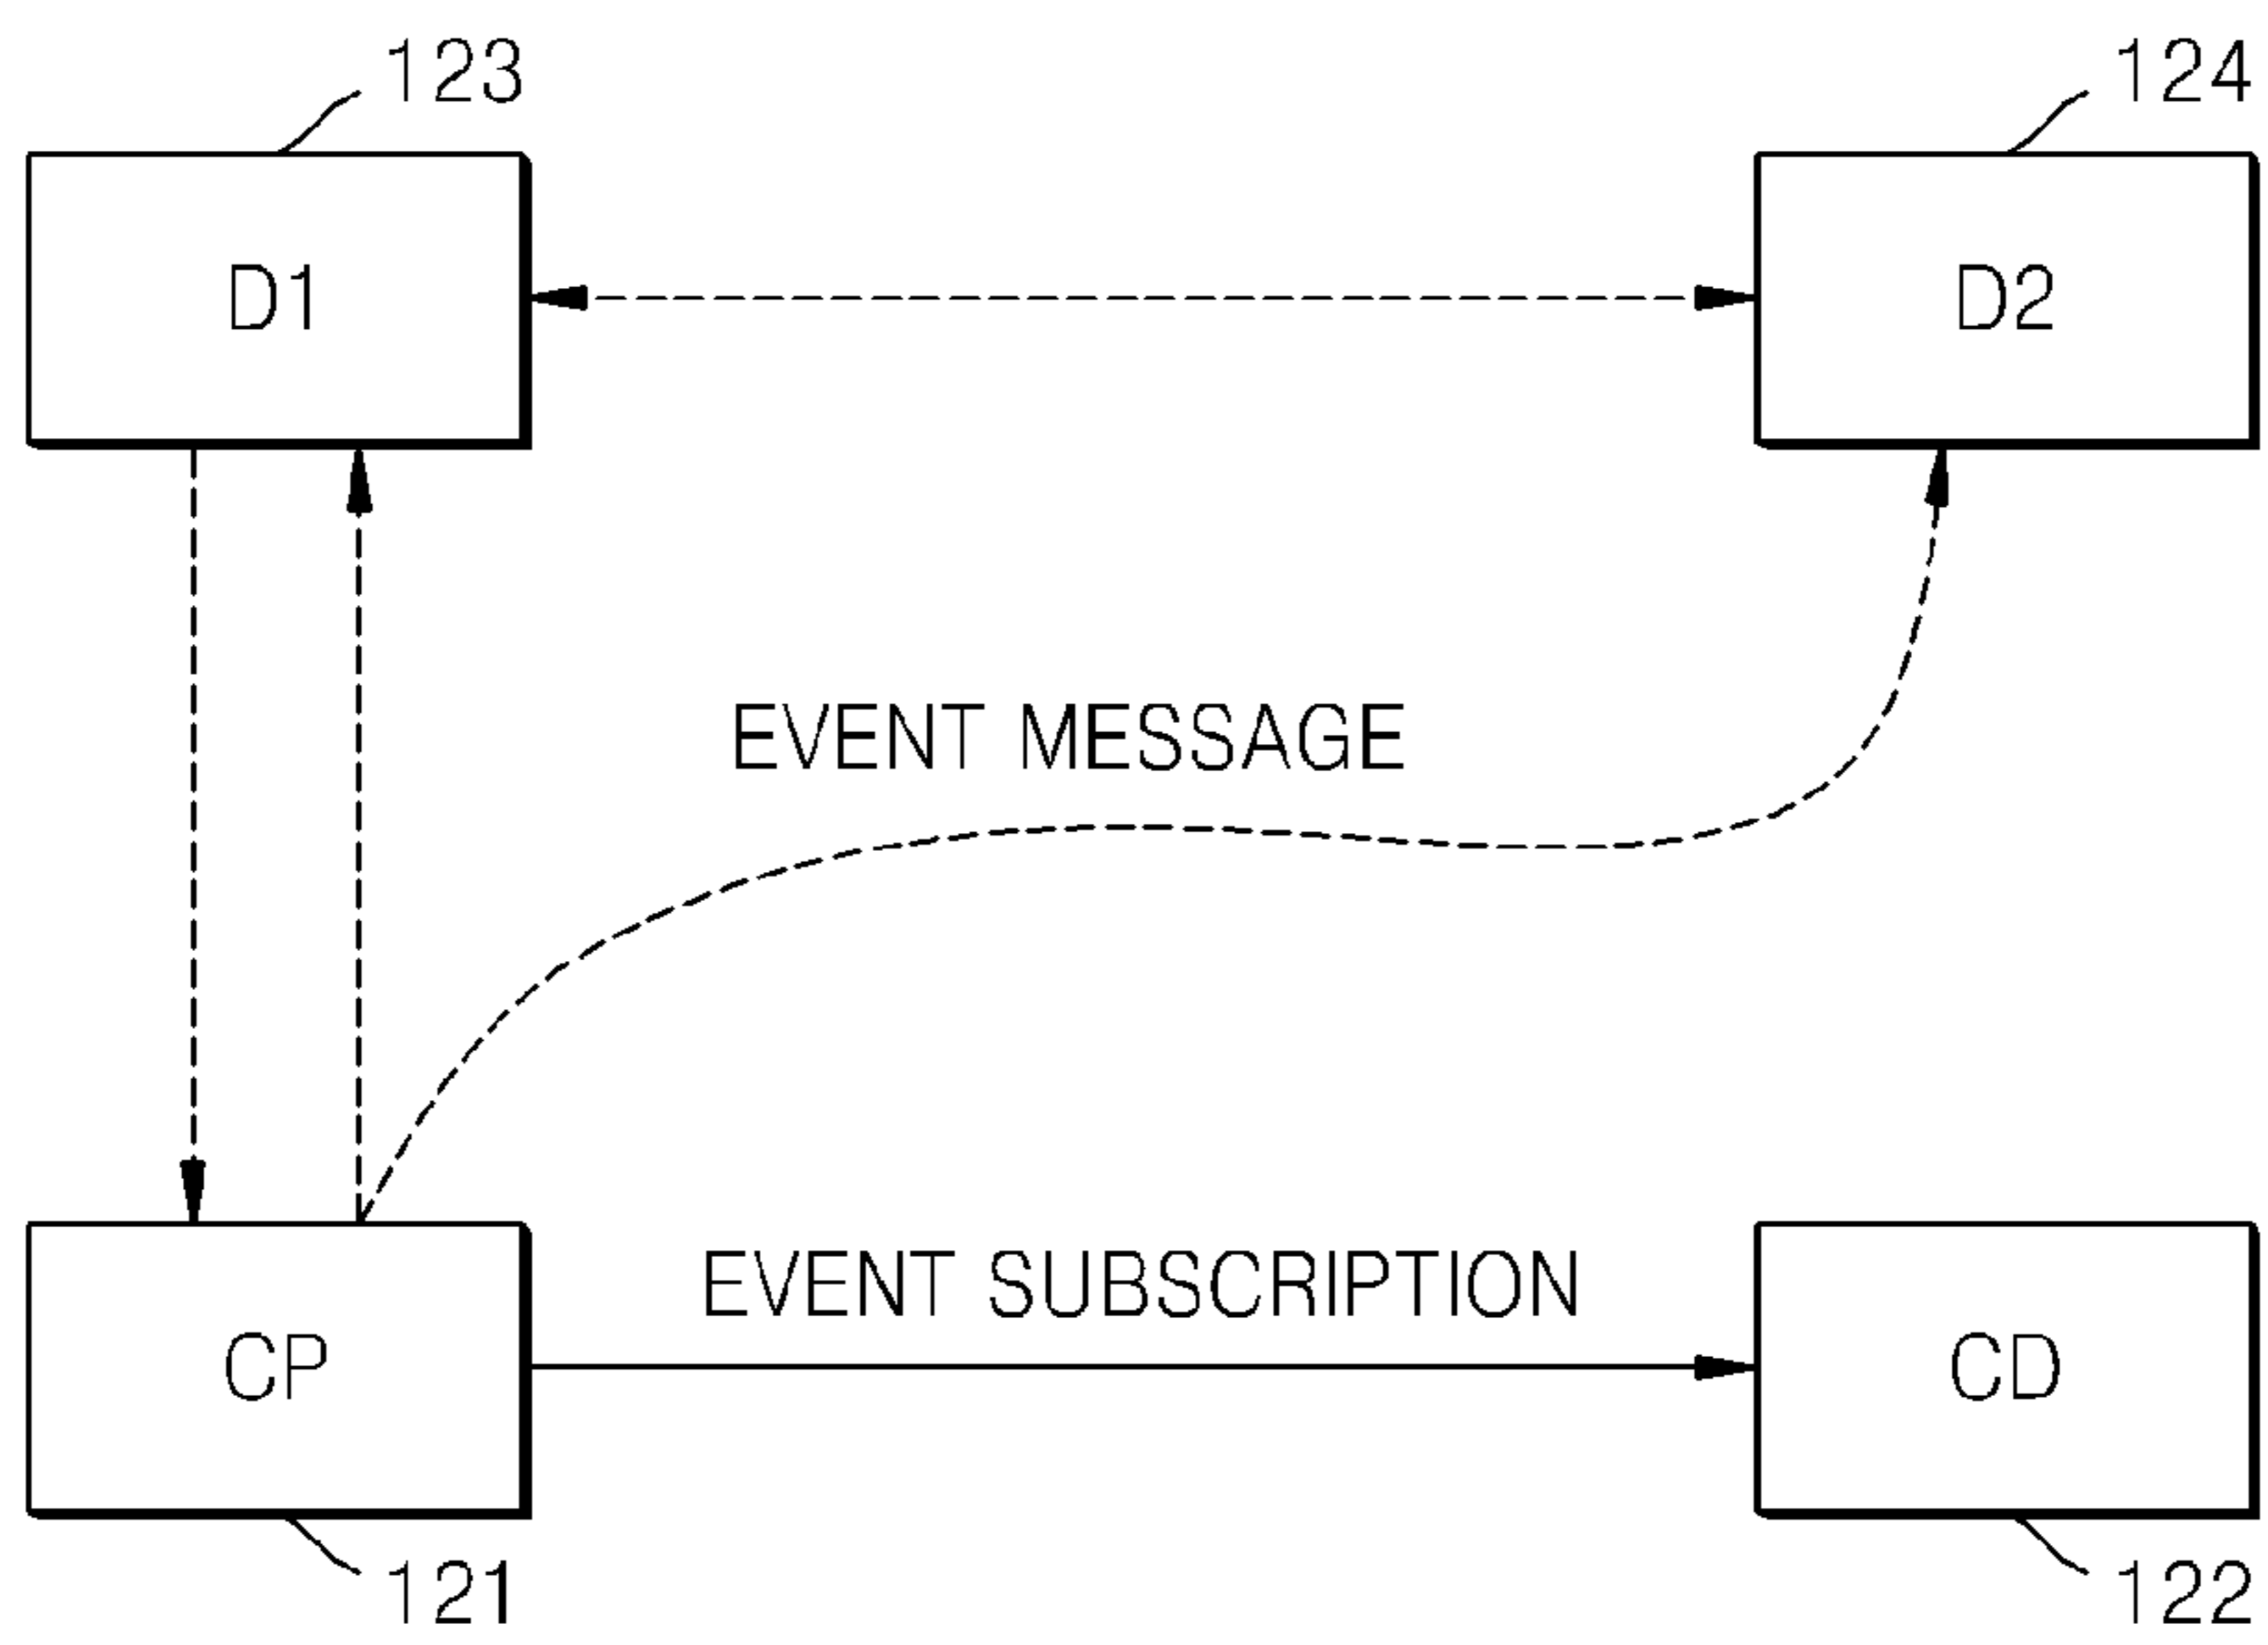 123
124
D1
D2
EVENT MESSAGE
EVENT SUBSCRIPTION
CP
CD
121
122